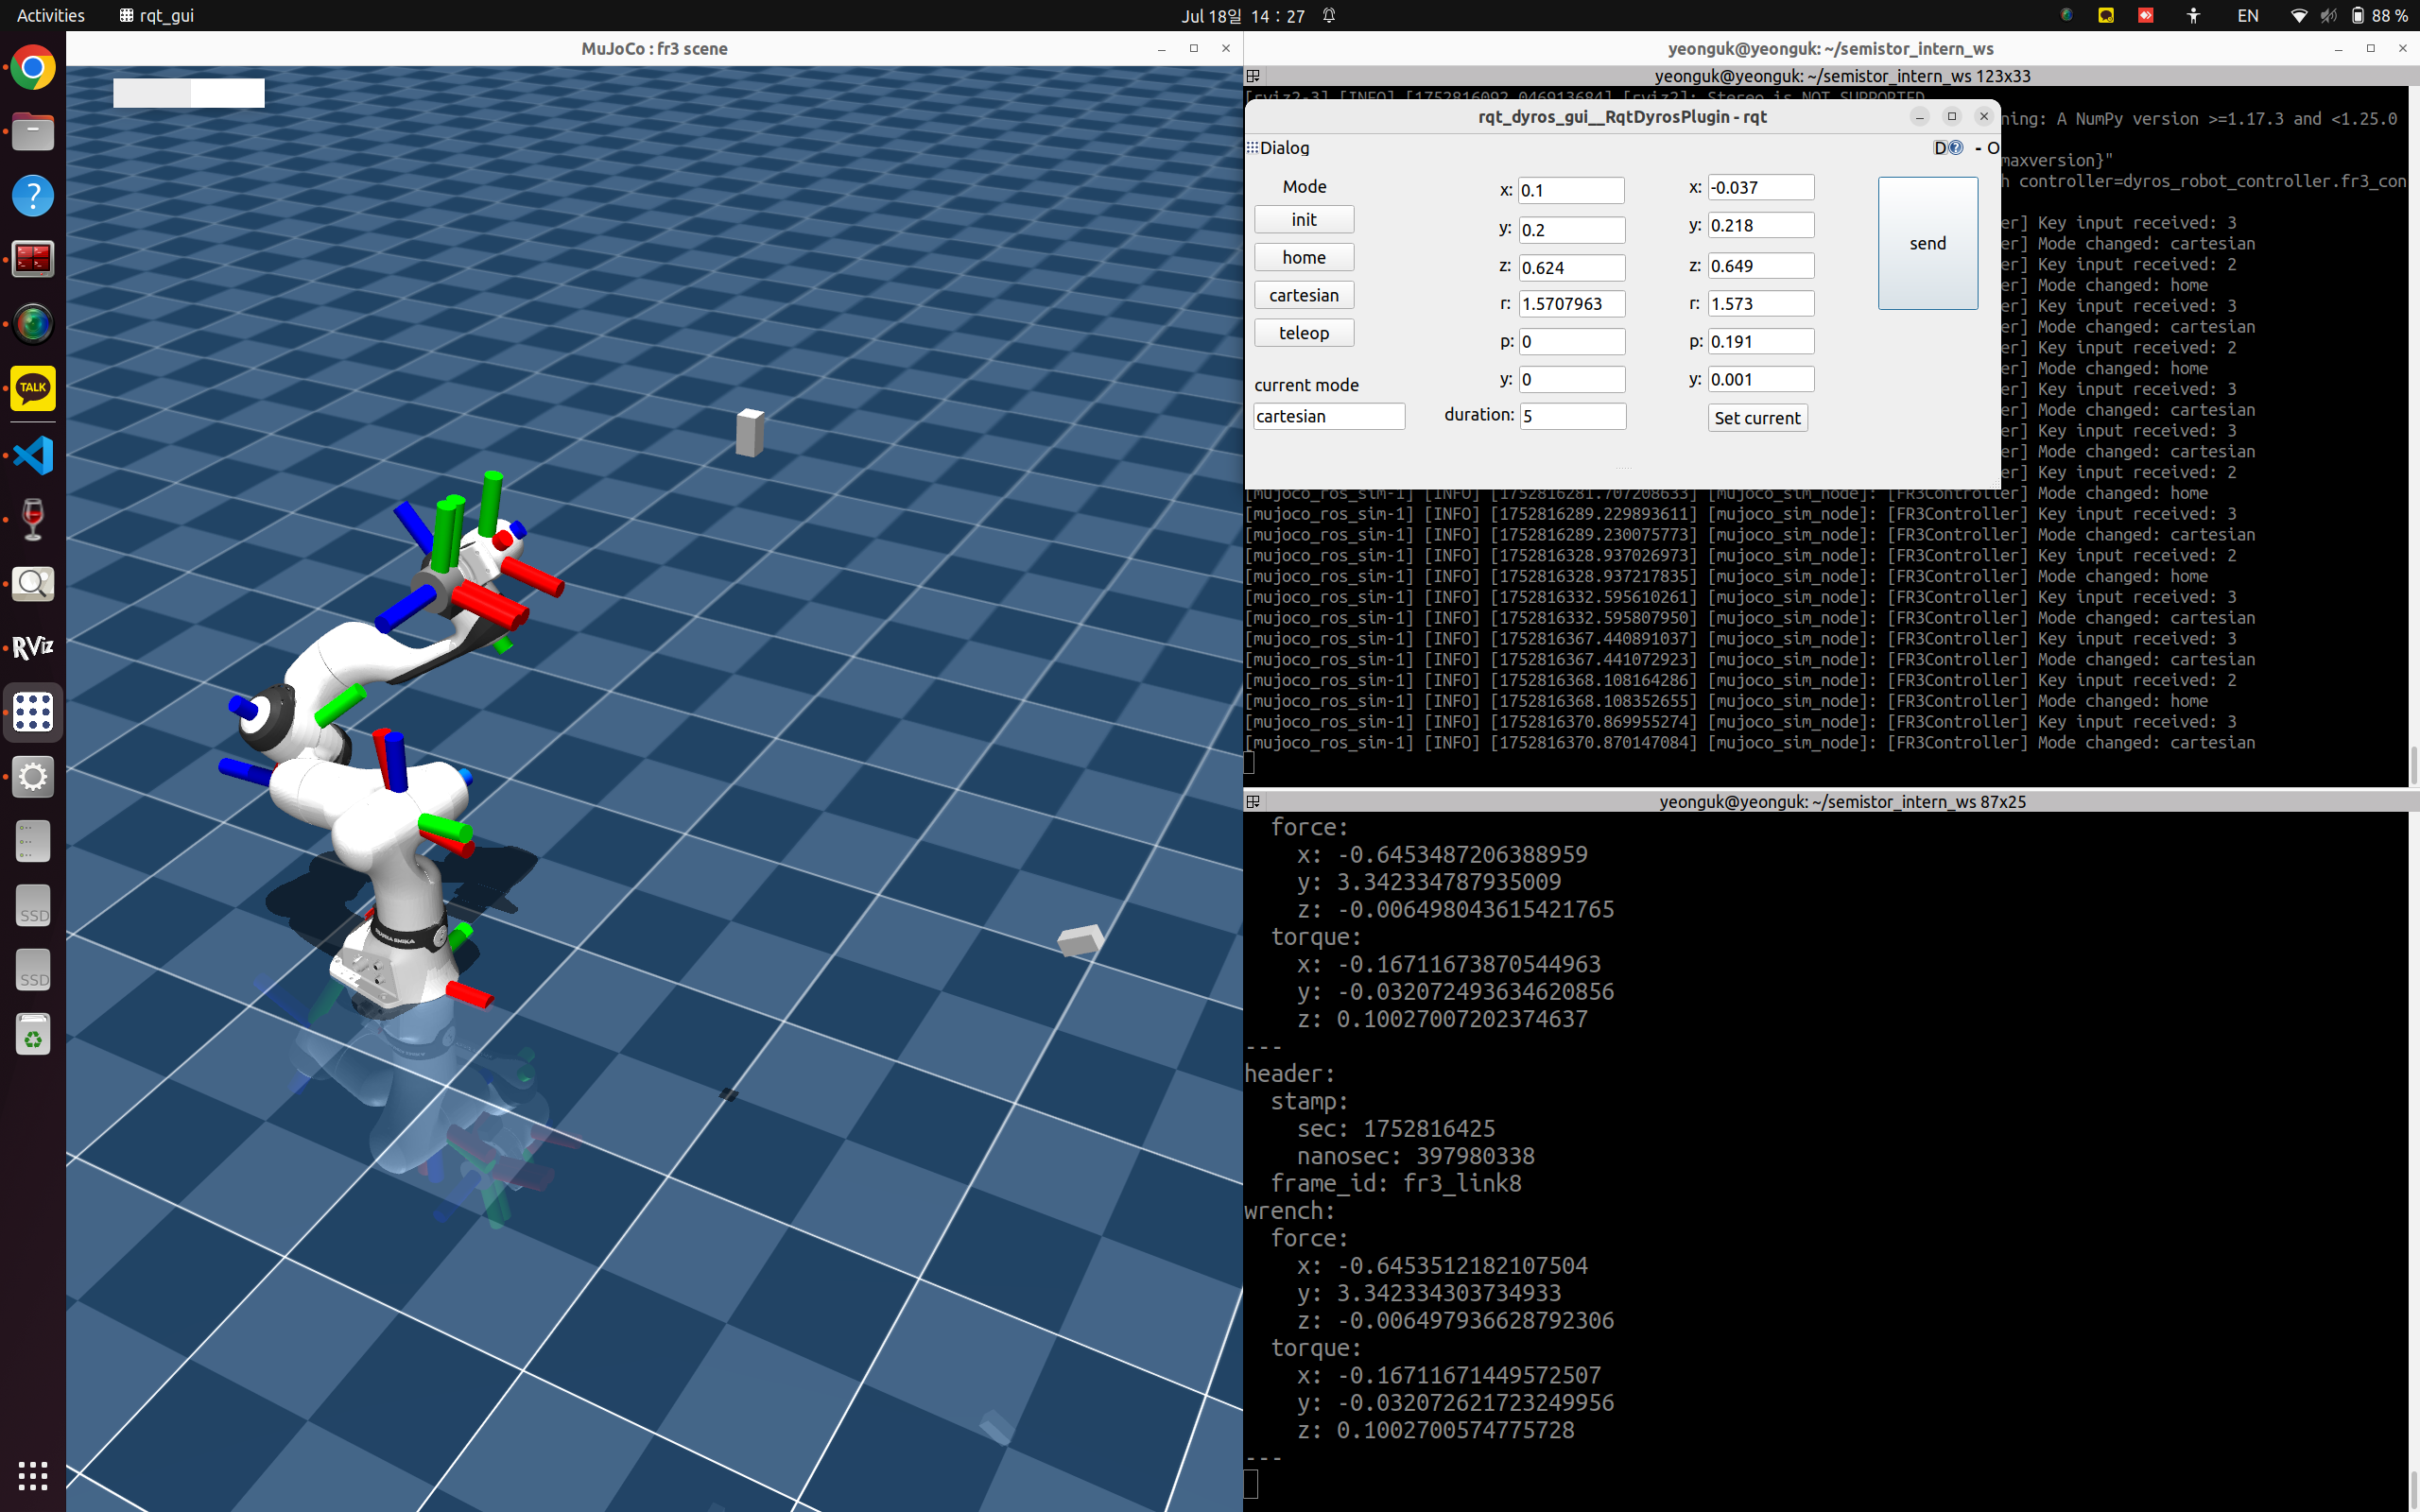 Activities
rqt_gui
Jul 18일 14 : 27
EN
88 %
MuJoCo : fr3 scene
yeonguk@yeonguk: ~/semistor_intern_ws
yeonguk@yeonguk: ~/semistor_intern_ws 123x33
[rviz2-3] [INFO] [1752816092.046913684] [rviz2]: Stereo is NOT SUPPORTED
ning: A NumPy version >=1.17.3 and <1.25.0
maxversion}"
h controller=dyros_robot_controller.fr3_con
er] Key input received: 3
er] Mode changed: cartesian
er] Key input received: 2
er] Mode changed: home
er] Key input received: 3
er] Mode changed: cartesian
er] Key input received: 2
er] Mode changed: home
er] Key input received: 3
er] Mode changed: cartesian
er] Key input received: 3
er] Mode changed: cartesian
er] Key input received: 2
[mujoco_ros_sim-1] [INFO] [1752816281.707208633] [mujoco_sim_node]: [FR3Controller] Mode changed: home
[mujoco_ros_sim-1] [INFO] [1752816289.229893611] [mujoco_sim_node]: [FR3Controller] Key input received: 3
[mujoco_ros_sim-1] [INFO] [1752816289.230075773] [mujoco_sim_node]: [FR3Controller] Mode changed: cartesian
[mujoco_ros_sim-1] [INFO] [1752816328.937026973] [mujoco_sim_node]: [FR3Controller] Key input received: 2
[mujoco_ros_sim-1] [INFO] [1752816328.937217835] [mujoco_sim_node]: [FR3Controller] Mode changed: home
[mujoco_ros_sim-1] [INFO] [1752816332.595610261] [mujoco_sim_node]: [FR3Controller] Key input received: 3
[mujoco_ros_sim-1] [INFO] [1752816332.595807950] [mujoco_sim_node]: [FR3Controller] Mode changed: cartesian
[mujoco_ros_sim-1] [INFO] [1752816367.440891037] [mujoco_sim_node]: [FR3Controller] Key input received: 3
[mujoco_ros_sim-1] [INFO] [1752816367.441072923] [mujoco_sim_node]: [FR3Controller] Mode changed: cartesian
[mujoco_ros_sim-1] [INFO] [1752816368.108164286] [mujoco_sim_node]: [FR3Controller] Key input received: 2
[mujoco_ros_sim-1] [INFO] [1752816368.108352655] [mujoco_sim_node]: [FR3Controller] Mode changed: home
[mujoco_ros_sim-1] [INFO] [1752816370.869955274] [mujoco_sim_node]: [FR3Controller] Key input received: 3
[mujoco_ros_sim-1] [INFO] [1752816370.870147084] [mujoco_sim_node]: [FR3Controller] Mode changed: cartesian
rqt_dyros_gui__RqtDyrosPlugin - rqt
Dialog
D - O
Mode
init
home
cartesian
teleop
current mode
cartesian
x: 0.1
y: 0.2
z: 0.624
r: 1.5707963
p: 0
y: 0
duration: 5
x: -0.037
y: 0.218
z: 0.649
r: 1.573
p: 0.191
y: 0.001
Set current
send
yeonguk@yeonguk: ~/semistor_intern_ws 87x25
force:
x: -0.6453487206388959
y: 3.342334787935009
z: -0.006498043615421765
torque:
x: -0.16711673870544963
y: -0.032072493634620856
z: 0.10027007202374637
---
header:
stamp:
sec: 1752816425
nanosec: 397980338
frame_id: fr3_link8
wrench:
force:
x: -0.6453512182107504
y: 3.342334303734933
z: -0.006497936628792306
torque:
x: -0.16711671449572507
y: -0.032072621723249956
z: 0.1002700574775728
---
TALK
RViz
SSD
SSD